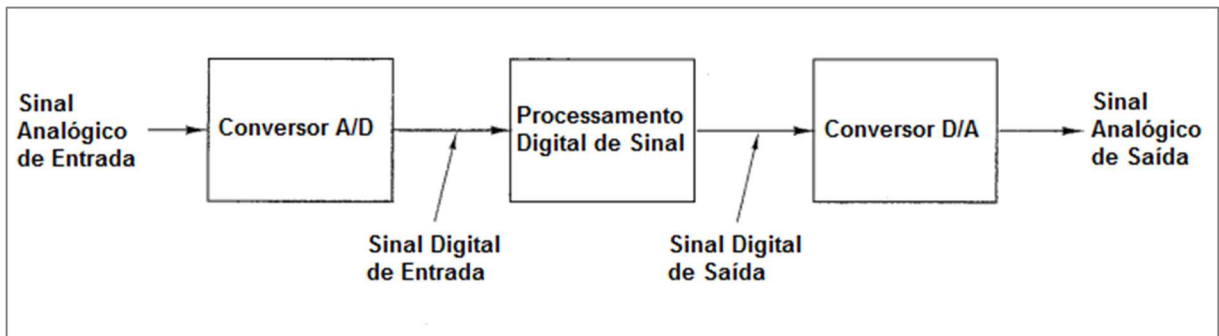 Sinal
Analógico
de Entrada
Conversor A/D
Processamento
Digital de Sinal
Conversor D/A
Sinal
Analógico
de Saída
Sinal Digital
de Entrada
Sinal Digital
de Saída